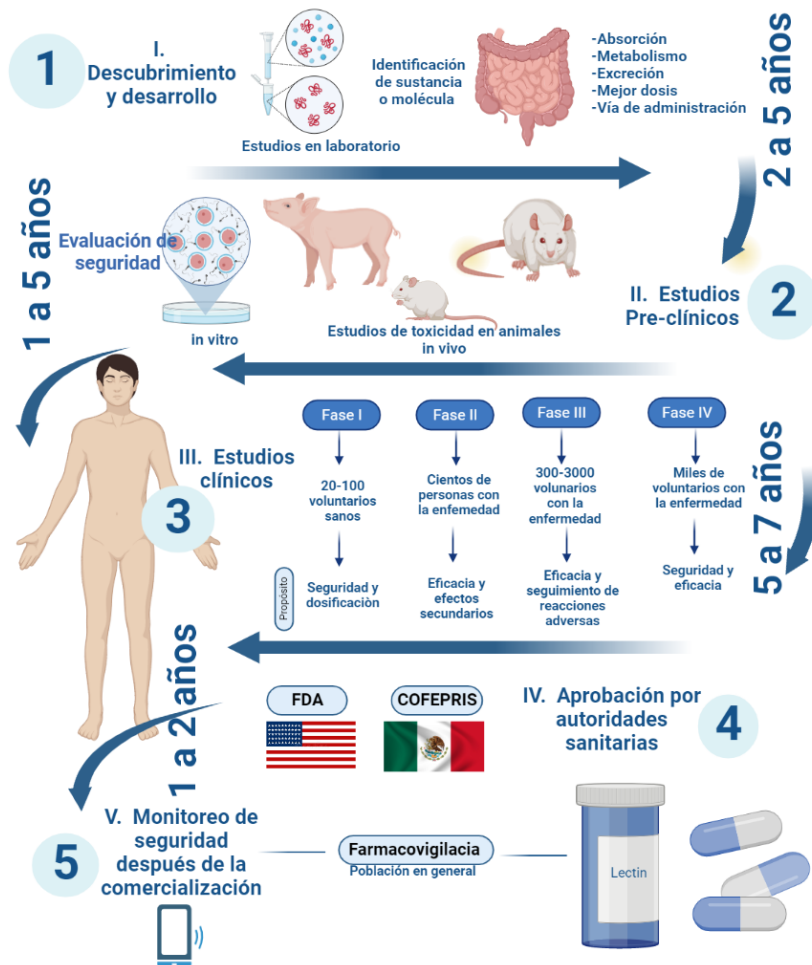 1
I.
Descubrimiento
y desarrollo
Estudios en laboratorio
Identificación
de sustancia
o molécula
-Absorción
-Metabolismo
-Excreción
-Mejor dosis
-Vía de administración
2 a 5 años
II. Estudios
Pre-clínicos
2
Evaluación de
seguridad
in vitro
Estudios de toxicidad en animales
in vivo
1 a 5 años
III. Estudios
clínicos
3
Fase I
20-100
voluntarios
sanos
Fase II
Cientos de
personas con
la enfemedad
Fase III
300-3000
volunarios
con la
enfermedad
Fase IV
Miles de
voluntarios con
la enfermedad
Propósito
Seguridad y
dosificaciòn
Eficacia y
efectos
secundarios
Eficacia y
seguimiento de
reacciones
adversas
Seguridad y
eficacia
5 a 7 años
IV. Aprobación por
autoridades
sanitarias
4
FDA
COFEPRIS
1 a 2 años
V. Monitoreo de
seguridad
después de la
comercialización
5
Farmacovigilacia
Población en general
Lectin